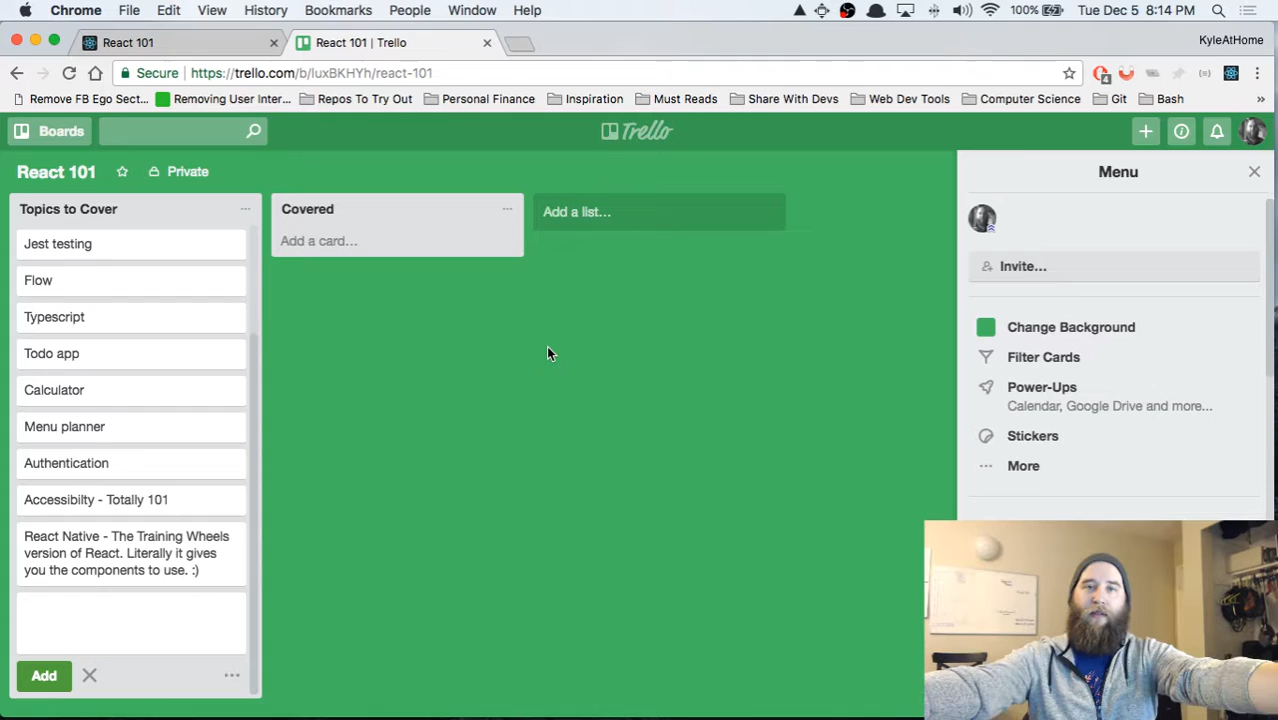 Chrome File Edit View History Bookmarks People Window Help 100% Tue Dec 5 8:14 PM
React 101
React 101 | Trello
KyleAtHome
Secure https://trello.com/b/luxBKHYh/react-101
Remove FB Ego Sect... Removing User Inter... Repos To Try Out Personal Finance Inspiration Must Reads Share With Devs Web Dev Tools Computer Science Git Bash »
Boards
Trello
React 101 Private
Menu
Topics to Cover
Jest testing
Flow
Typescript
Todo app
Calculator
Menu planner
Authentication
Accessibilty - Totally 101
React Native - The Training Wheels
version of React. Literally it gives
you the components to use. :)
Add
Covered
Add a card...
Add a list...
Invite...
Change Background
Filter Cards
Power-Ups
Calendar, Google Drive and more...
Stickers
More